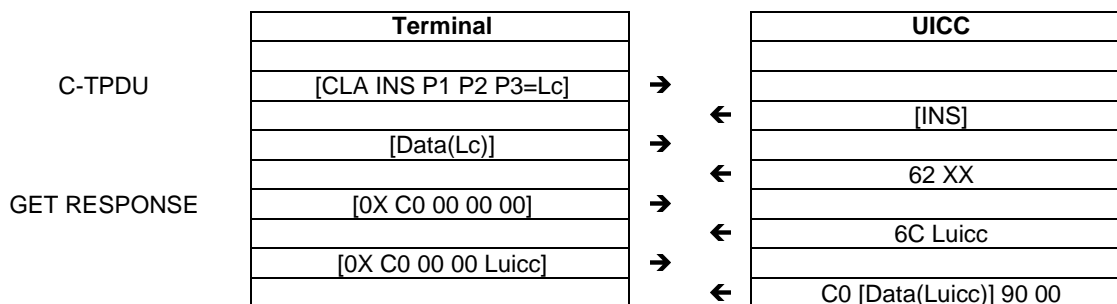 Terminal UICC
C-TPDU [CLA INS P1 P2 P3=Lc] ➔
🡰 [INS]
[Data(Lc)] ➔
🡰 62 XX
GET RESPONSE [0X C0 00 00 00] ➔
🡰 6C Luicc
[0X C0 00 00 Luicc] ➔
🡰 C0 [Data(Luicc)] 90 00